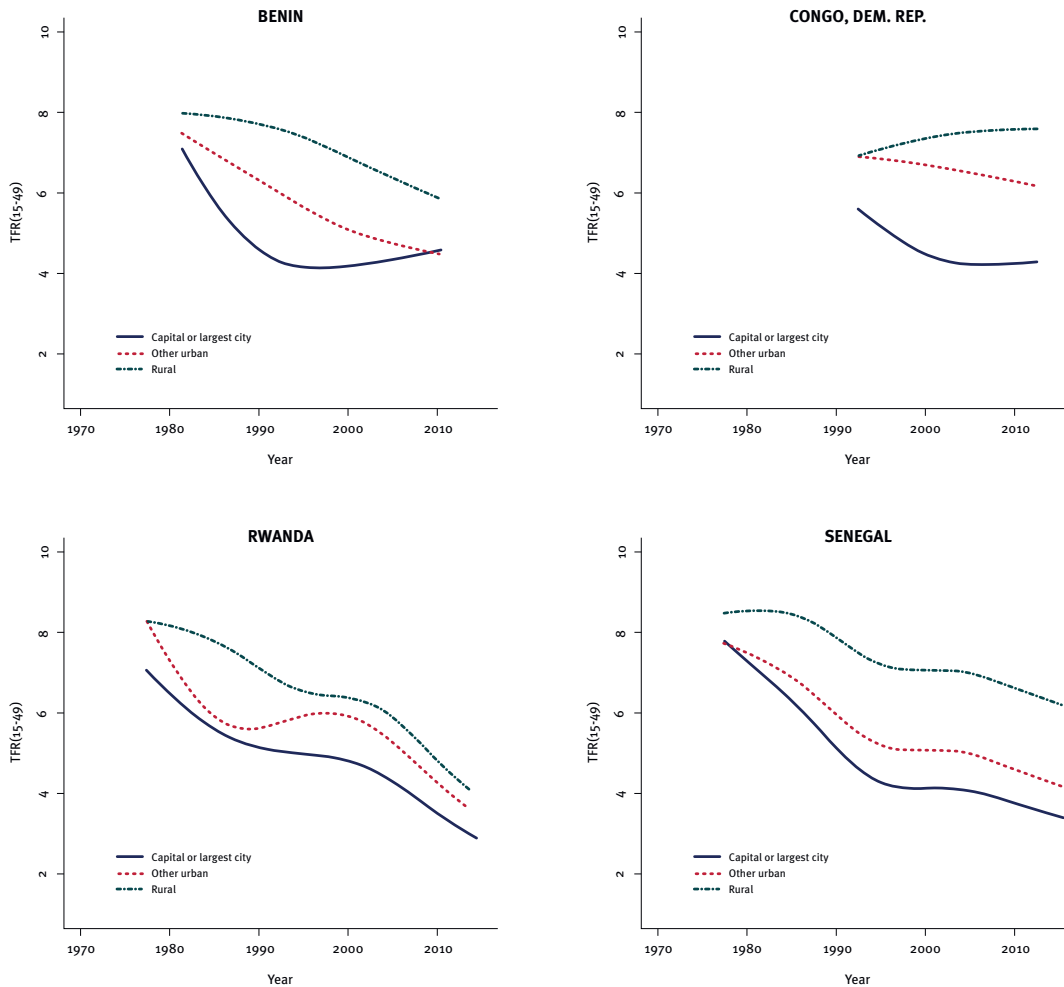 BENIN
10
8
6
4
2
TFR(15-49)
Capital or largest city
Other urban
Rural
1970 1980 1990 2000 2010
Year
CONGO, DEM. REP.
10
8
6
4
2
TFR(15-49)
Capital or largest city
Other urban
Rural
1970 1980 1990 2000 2010
Year
RWANDA
10
8
6
4
2
TFR(15-49)
Capital or largest city
Other urban
Rural
1970 1980 1990 2000 2010
Year
SENEGAL
10
8
6
4
2
TFR(15-49)
Capital or largest city
Other urban
Rural
1970 1980 1990 2000 2010
Year